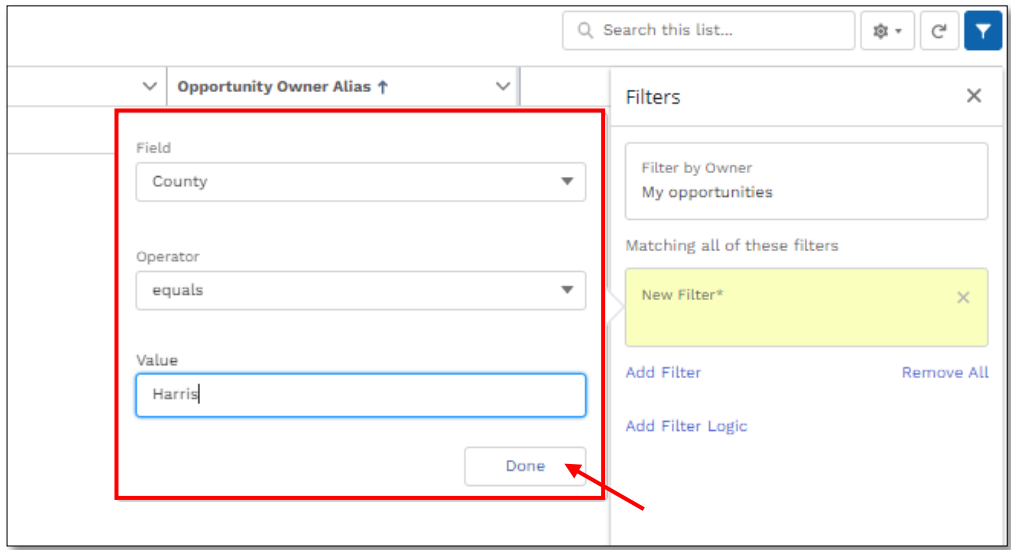 Search this list...
Opportunity Owner Alias ↑
Filters
Field
County
Operator
equals
Value
Harris
Done
Filter by Owner
My opportunities
Matching all of these filters
New Filter*
Add Filter
Remove All
Add Filter Logic